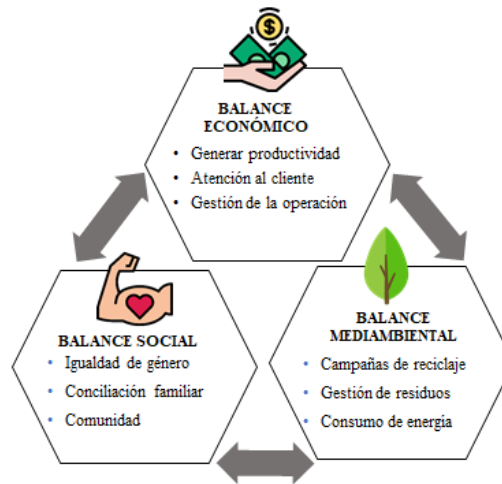 BALANCE
ECONÓMICO
• Generar productividad
• Atención al cliente
• Gestión de la operación
BALANCE SOCIAL
• Igualdad de género
• Conciliación familiar
• Comunidad
BALANCE
MEDIAMBIENTAL
• Campañas de reciclaje
• Gestión de residuos
• Consumo de energia